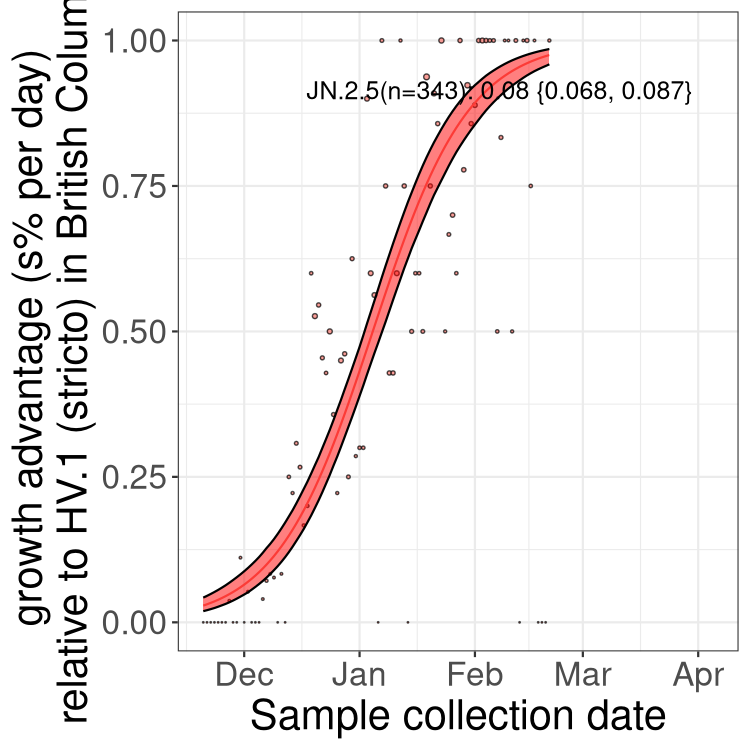 growth advantage (s% per day)
relative to HV.1 (stricto) in British Colum
1.00
0.75
0.50
0.25
0.00
JN.2.5(n=343): 0.08 {0.068, 0.087}
Dec Jan Feb Mar Apr
Sample collection date